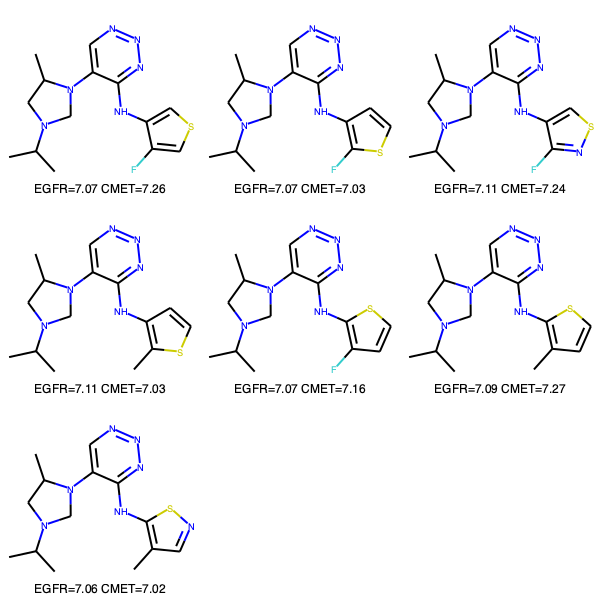 EGFR=7.07 CMET=7.26
EGFR=7.07 CMET=7.03
EGFR=7.11 CMET=7.24
EGFR=7.11 CMET=7.03
EGFR=7.07 CMET=7.16
EGFR=7.09 CMET=7.27
EGFR=7.06 CMET=7.02